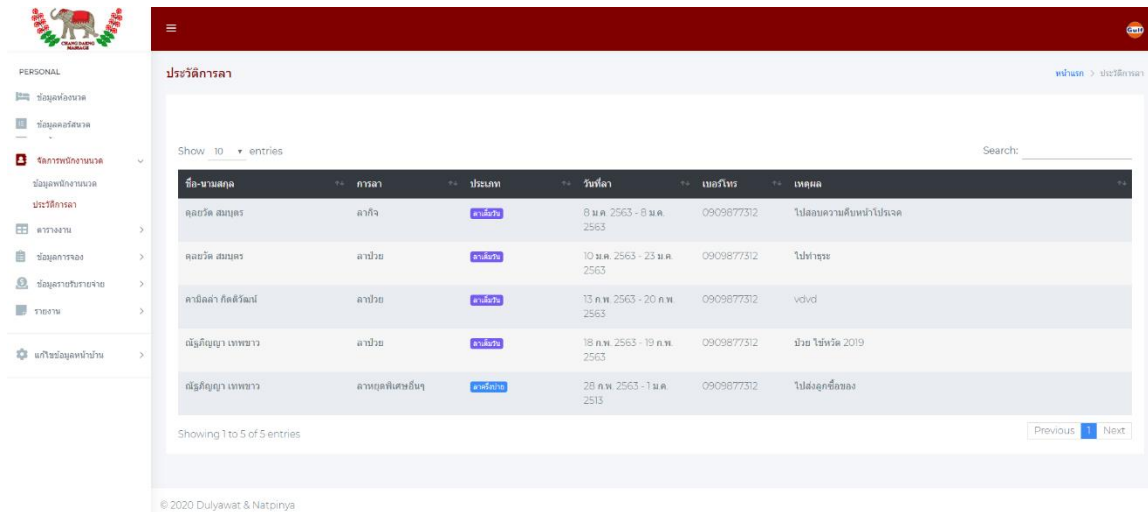 CHANG DAENG
MASSAGE
PERSONAL
ข้อมูลห้องนวด
ข้อมูลคอร์สนวด
จัดการพนักงานนวด
ข้อมูลพนักงานนวด
ประวัติการลา
ตารางงาน
ข้อมูลการจอง
ข้อมูลรายรับรายจ่าย
รายงาน
แก้ไขข้อมูลหน้าบ้าน
Gulf
ประวัติการลา
หน้าแรก > ประวัติการลา
Show 10 entries
Search:
ชื่อ-นามสกุล การลา ประเภท วันที่ลา เบอร์โทร เหตุผล
ดุลยวัต สมบุตร ลากิจ ลาเต็มวัน 8 ม.ค. 2563 - 8 ม.ค. 2563 0909877312 ไปสอบความคืบหน้าโปรเจค
ดุลยวัต สมบุตร ลาป่วย ลาเต็มวัน 10 ม.ค. 2563 - 23 ม.ค. 2563 0909877312 ไปทำธุระ
คามิลล่า กิตติวัฒน์ ลาป่วย ลาเต็มวัน 13 ก.พ. 2563 - 20 ก.พ. 2563 0909877312 vdvd
ณัฐภิญญา เทพขาว ลาป่วย ลาเต็มวัน 18 ก.พ. 2563 - 19 ก.พ. 2563 0909877312 ป่วย ไข้หวัด 2019
ณัฐภิญญา เทพขาว ลาหยุดพิเศษอื่นๆ ลาครึ่งบ่าย 28 ก.พ. 2563 - 1 ม.ค. 2513 0909877312 ไปส่งลูกซื้อของ
Showing 1 to 5 of 5 entries
Previous 1 Next
© 2020 Dulyawat & Natpinya